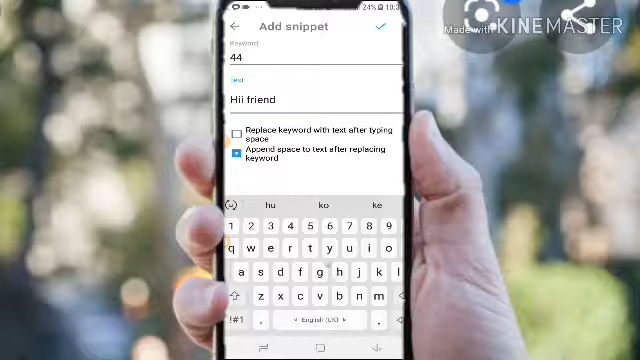 24% 10:3
Add snippet
Made with KINEMASTER
Keyword
44
Text
Hii friend
Replace keyword with text after typing
space
Append space to text after replacing
keyword
hu ko ke
1 2 3 4 5 6 7 8 9
q w e r t y u i o
a s d f g h j k l
z x c v b n m
!#1 , English (UK) .